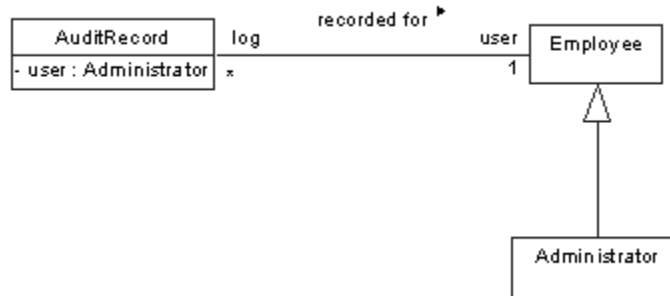 recorded for
AuditRecord
log
user
Employee
- user : Administrator
*
1
Administrator